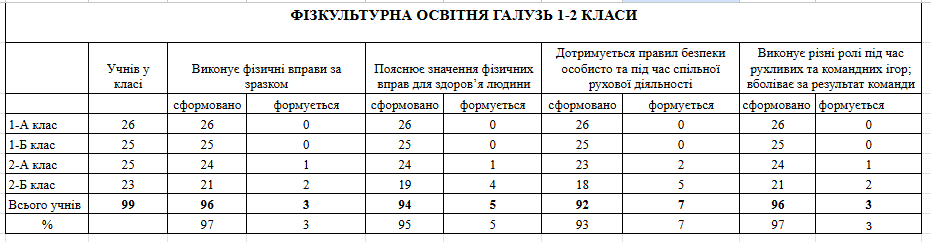 ФІЗКУЛЬТУРНА ОСВІТНЯ ГАЛУЗЬ 1-2 КЛАСИ
Учнів у класі
Виконує фізичні вправи за зразком
Пояснює значення фізичних вправ для здоров’я людини
Дотримується правил безпеки особисто та під час спільної рухової діяльності
Виконує різні ролі під час рухливих та командних ігор; вболіває за результат команди
сформовано формується сформовано формується сформовано формується сформовано формується
1-А клас 26 26 0 26 0 26 0 26 0
1-Б клас 25 25 0 25 0 25 0 25 0
2-А клас 25 24 1 24 1 23 2 24 1
2-Б клас 23 21 2 19 4 18 5 21 2
Всього учнів 99 96 3 94 5 92 7 96 3
% 97 3 95 5 93 7 97 3